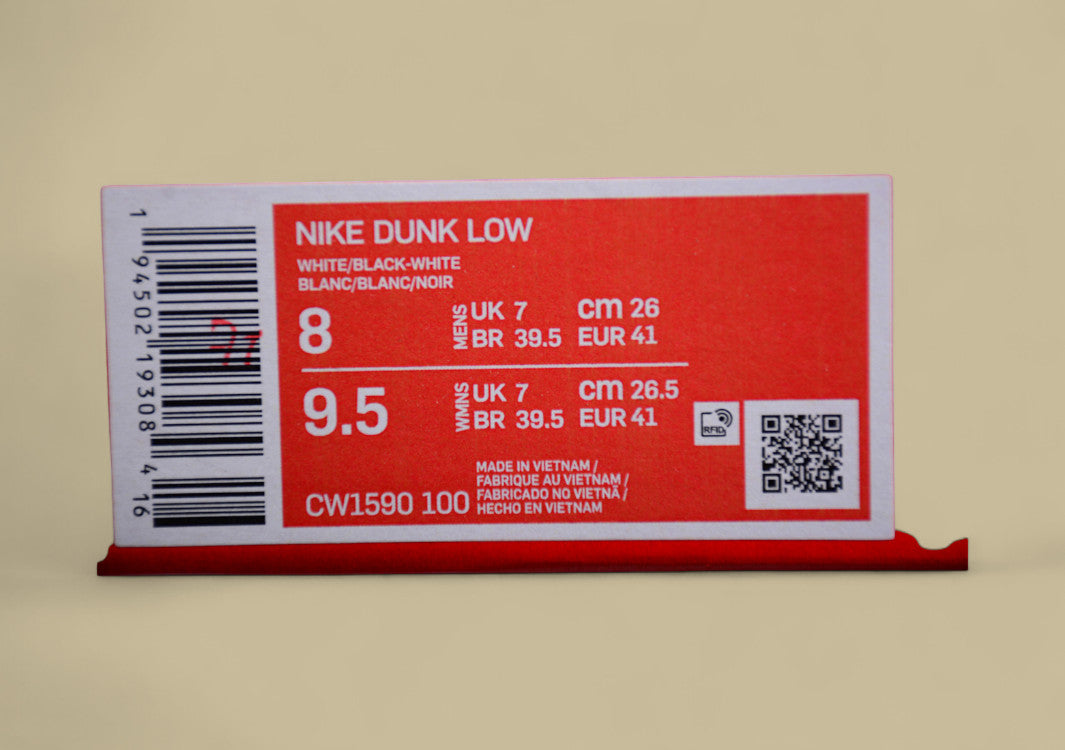 1 94502 19308 4 16
NIKE DUNK LOW
WHITE/BLACK-WHITE
BLANC/BLANC/NOIR
8 MENS UK 7 cm 26
BR 39.5 EUR 41
9.5 WMNS UK 7 cm 26.5
BR 39.5 EUR 41
RFID
MADE IN VIETNAM /
FABRIQUE AU VIETNAM /
FABRICADO NO VIETNÃ /
HECHO EN VIETNAM
CW1590 100